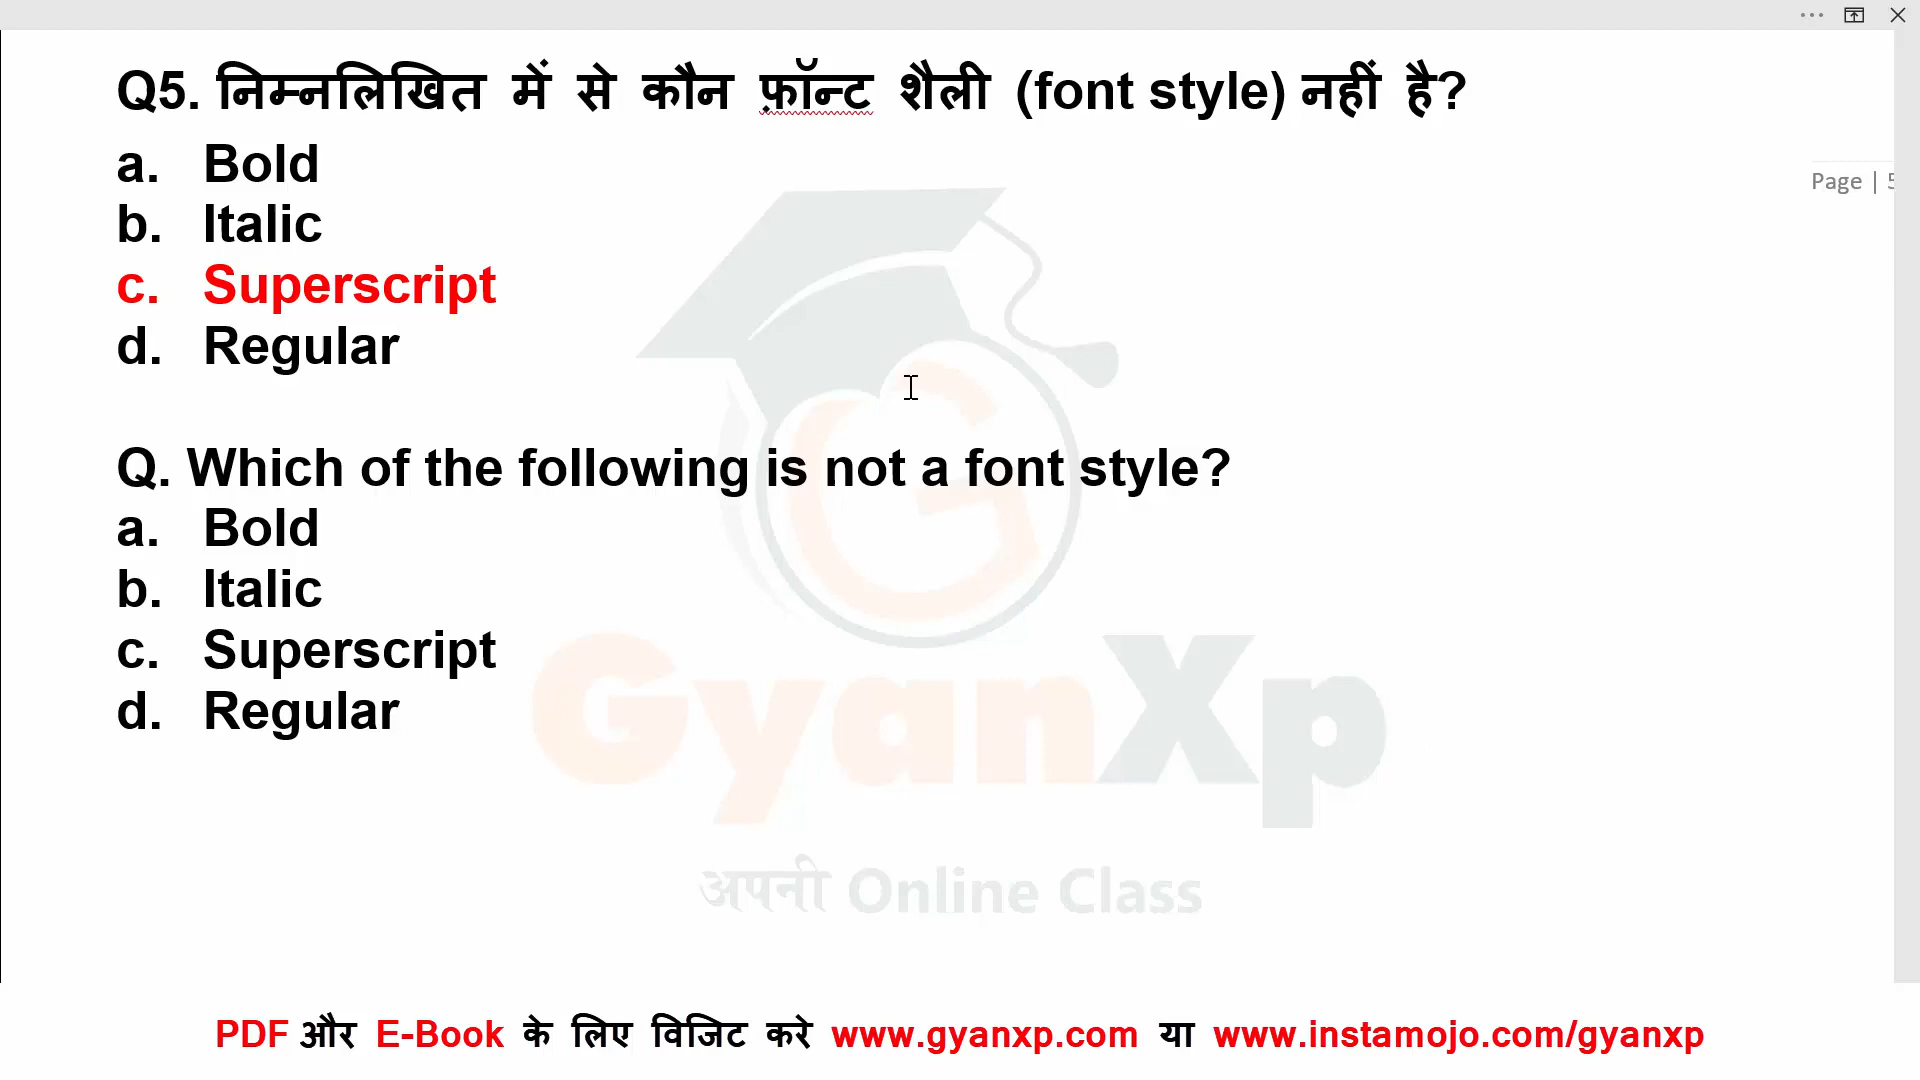 Q5. निम्नलिखित में से कौन फ़ॉन्ट शैली (font style) नहीं है?
a. Bold
Page | 5
b. Italic
c. Superscript
d. Regular
Q. Which of the following is not a font style?
a. Bold
b. Italic
c. Superscript
d. Regular
GyanXp
अपनी Online Class
PDF और E-Book के लिए विजिट करे www.gyanxp.com या www.instamojo.com/gyanxp